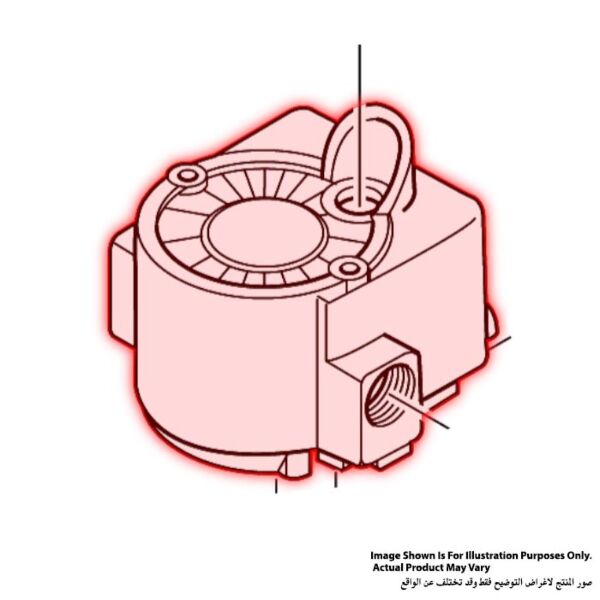 Image Shown Is For Illustration Purposes Only.
Actual Product May Vary
صور المنتج لاغراض التوضيح فقط وقد تختلف عن الواقع